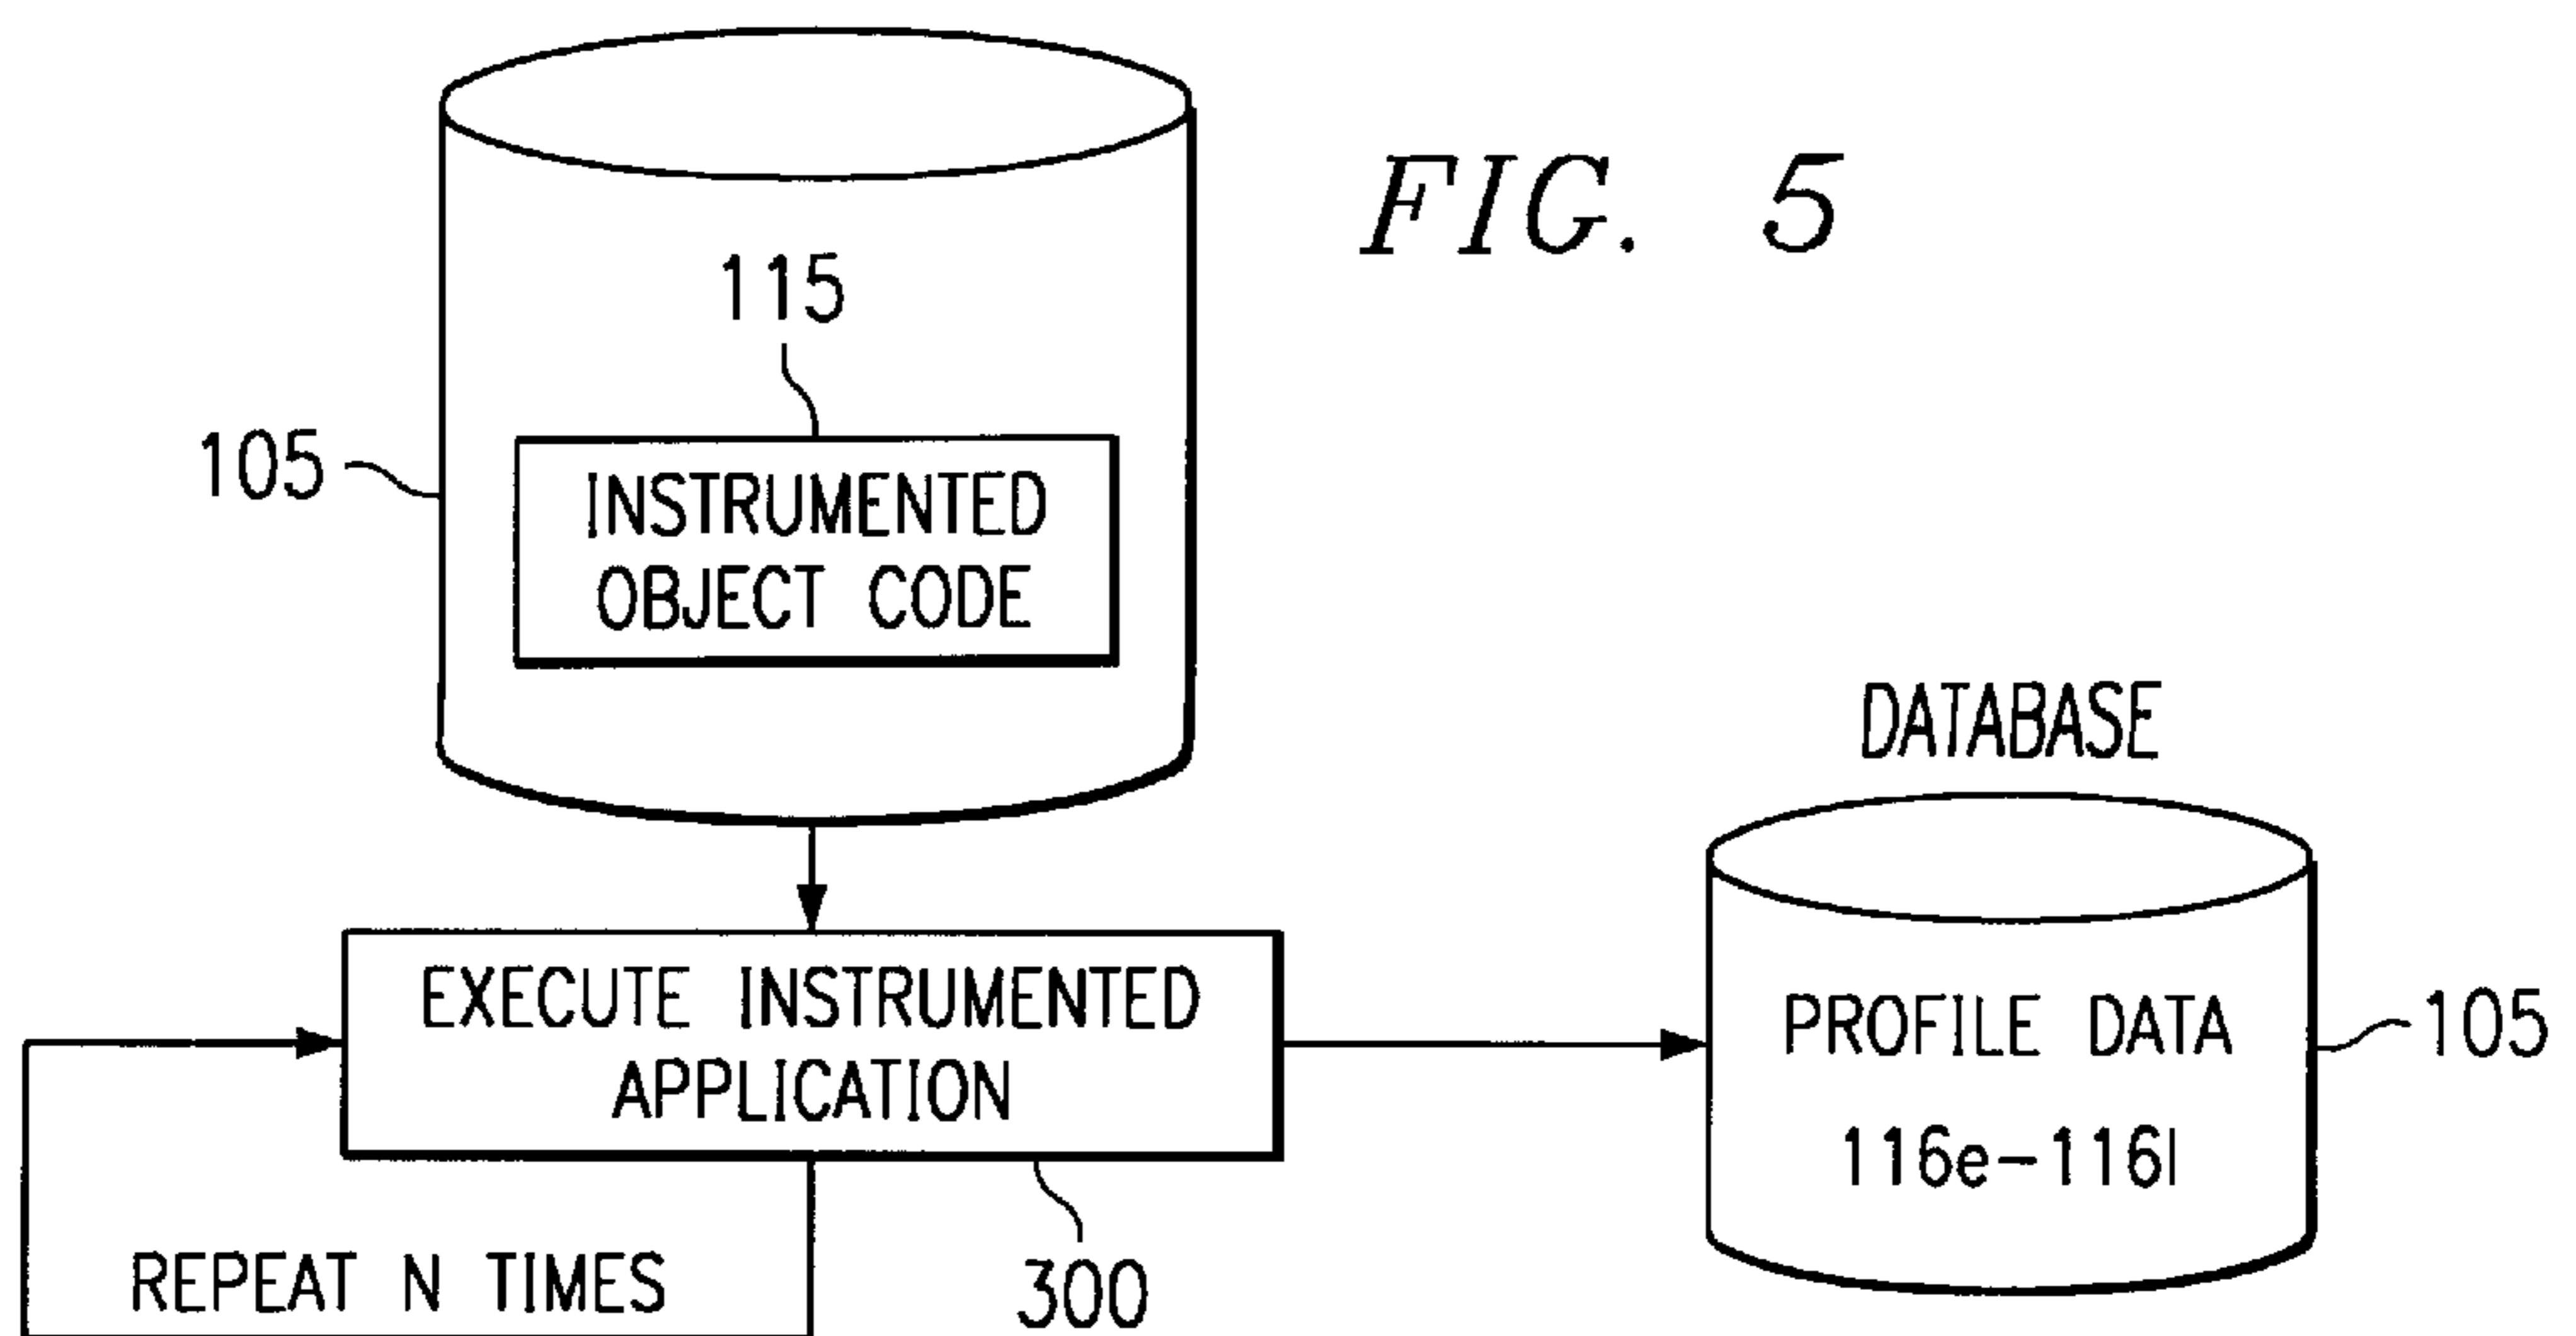 FIG. 5
115
105
INSTRUMENTED
OBJECT CODE
DATABASE
EXECUTE INSTRUMENTED
APPLICATION
PROFILE DATA
116e-116l
105
REPEAT N TIMES
300